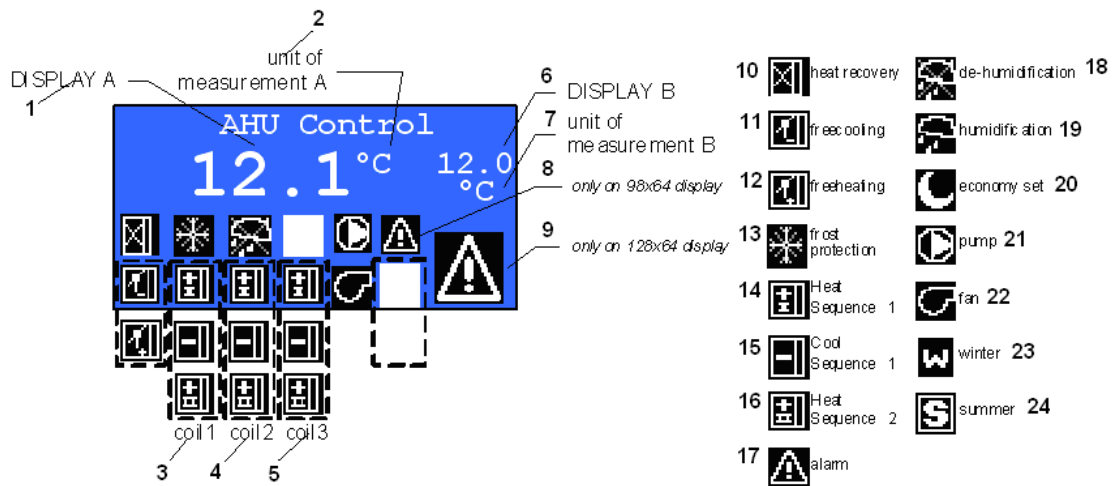 2
unit of
measurement A
DISPLAY A
1
6 DISPLAY B
7 unit of
measurement B
8 only on 98x64 display
9 only on 128x64 display
AHU Control
12.1 °C
12.0
°C
coil 1
coil 2
coil 3
3
4
5
10 heat recovery
11 freecooling
12 freeheating
13 frost
protection
14 Heat
Sequence 1
15 Cool
Sequence 1
16 Heat
Sequence 2
17 alarm
de-humidification 18
humidification 19
economy set 20
pump 21
fan 22
W winter 23
S summer 24